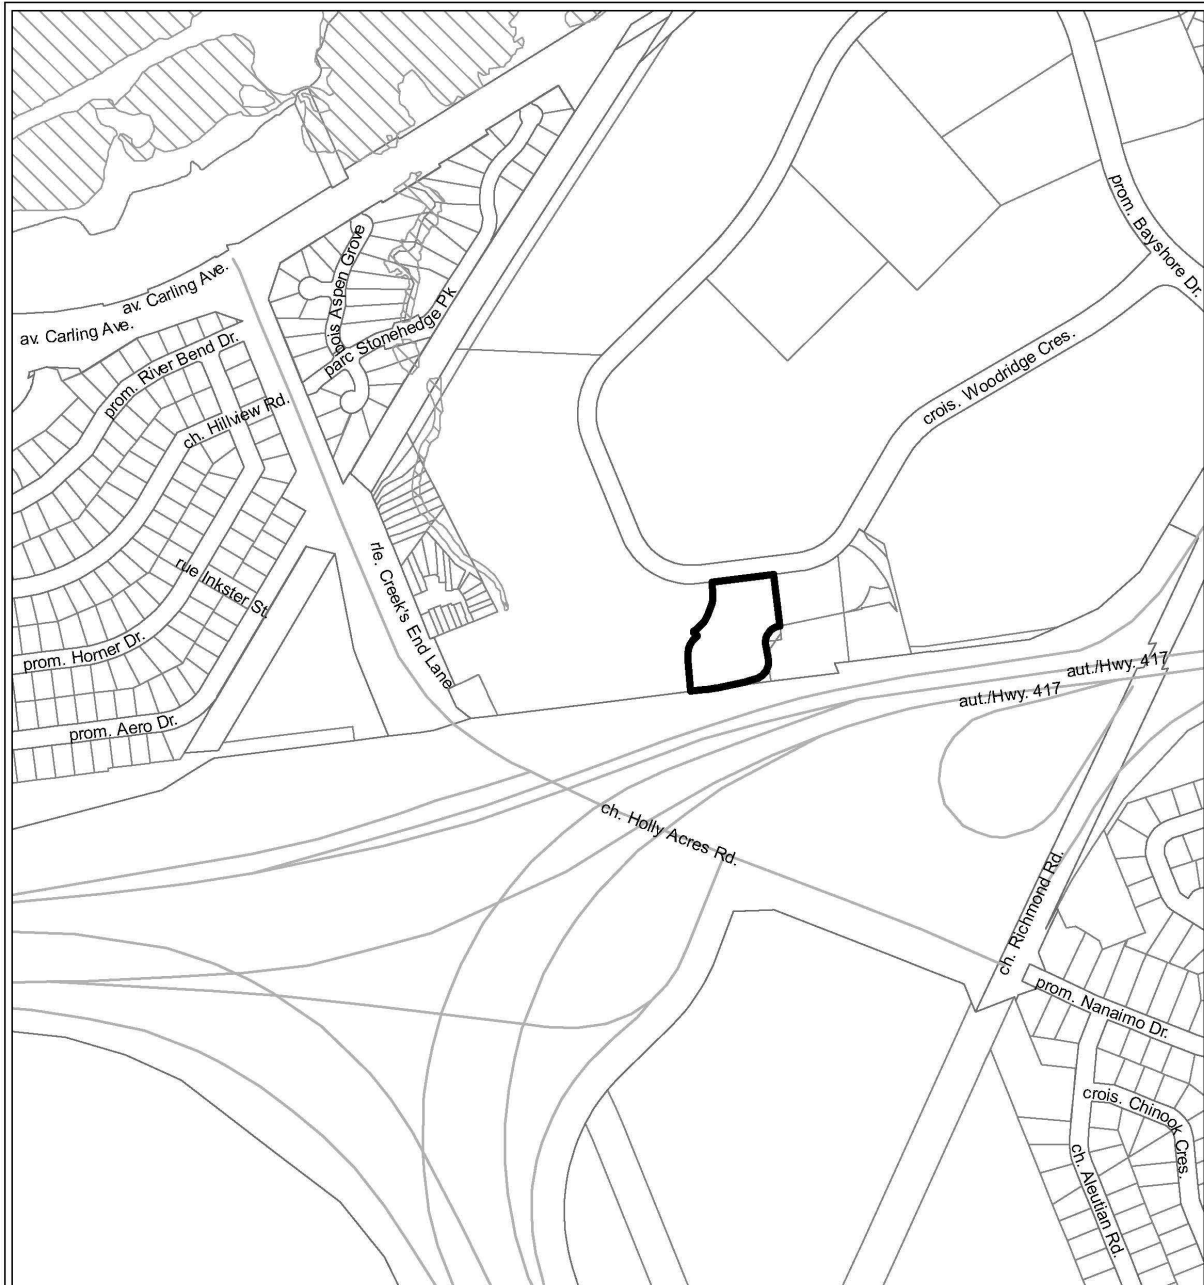 prom. Bayshore Dr.
av. Carling Ave.
av. Carling Ave.
bois Aspen Grove
parc Stonehedge Pk
prom. River Bend Dr.
ch. Hillview Rd.
crois. Woodridge Cres.
rue Inkster St.
rle. Creek's End Lane
prom. Horner Dr.
prom. Aero Dr.
aut./Hwy. 417
aut./Hwy. 417
ch. Holly Acres Rd.
ch. Richmond Rd.
prom. Nanaimo Dr.
crois. Chinook Cres.
ch. Aleutian Rd.